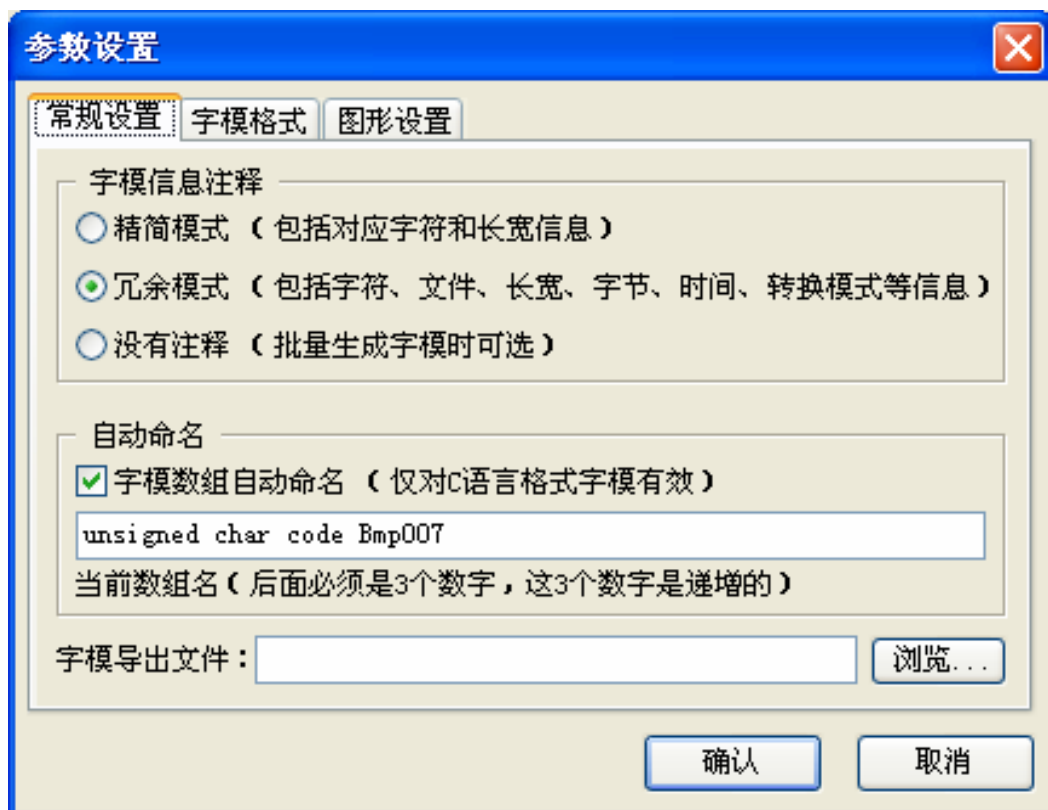 参数设置
常规设置 字模格式 图形设置
字模信息注释
精简模式 (包括对应字符和长宽信息)
冗余模式 (包括字符、文件、长宽、字节、时间、转换模式等信息)
没有注释 (批量生成字模时可选)
自动命名
字模数组自动命名 (仅对C语言格式字模有效)
unsigned char code Bmp007
当前数组名(后面必须是3个数字,这3个数字是递增的)
字模导出文件: 浏览...
确认 取消